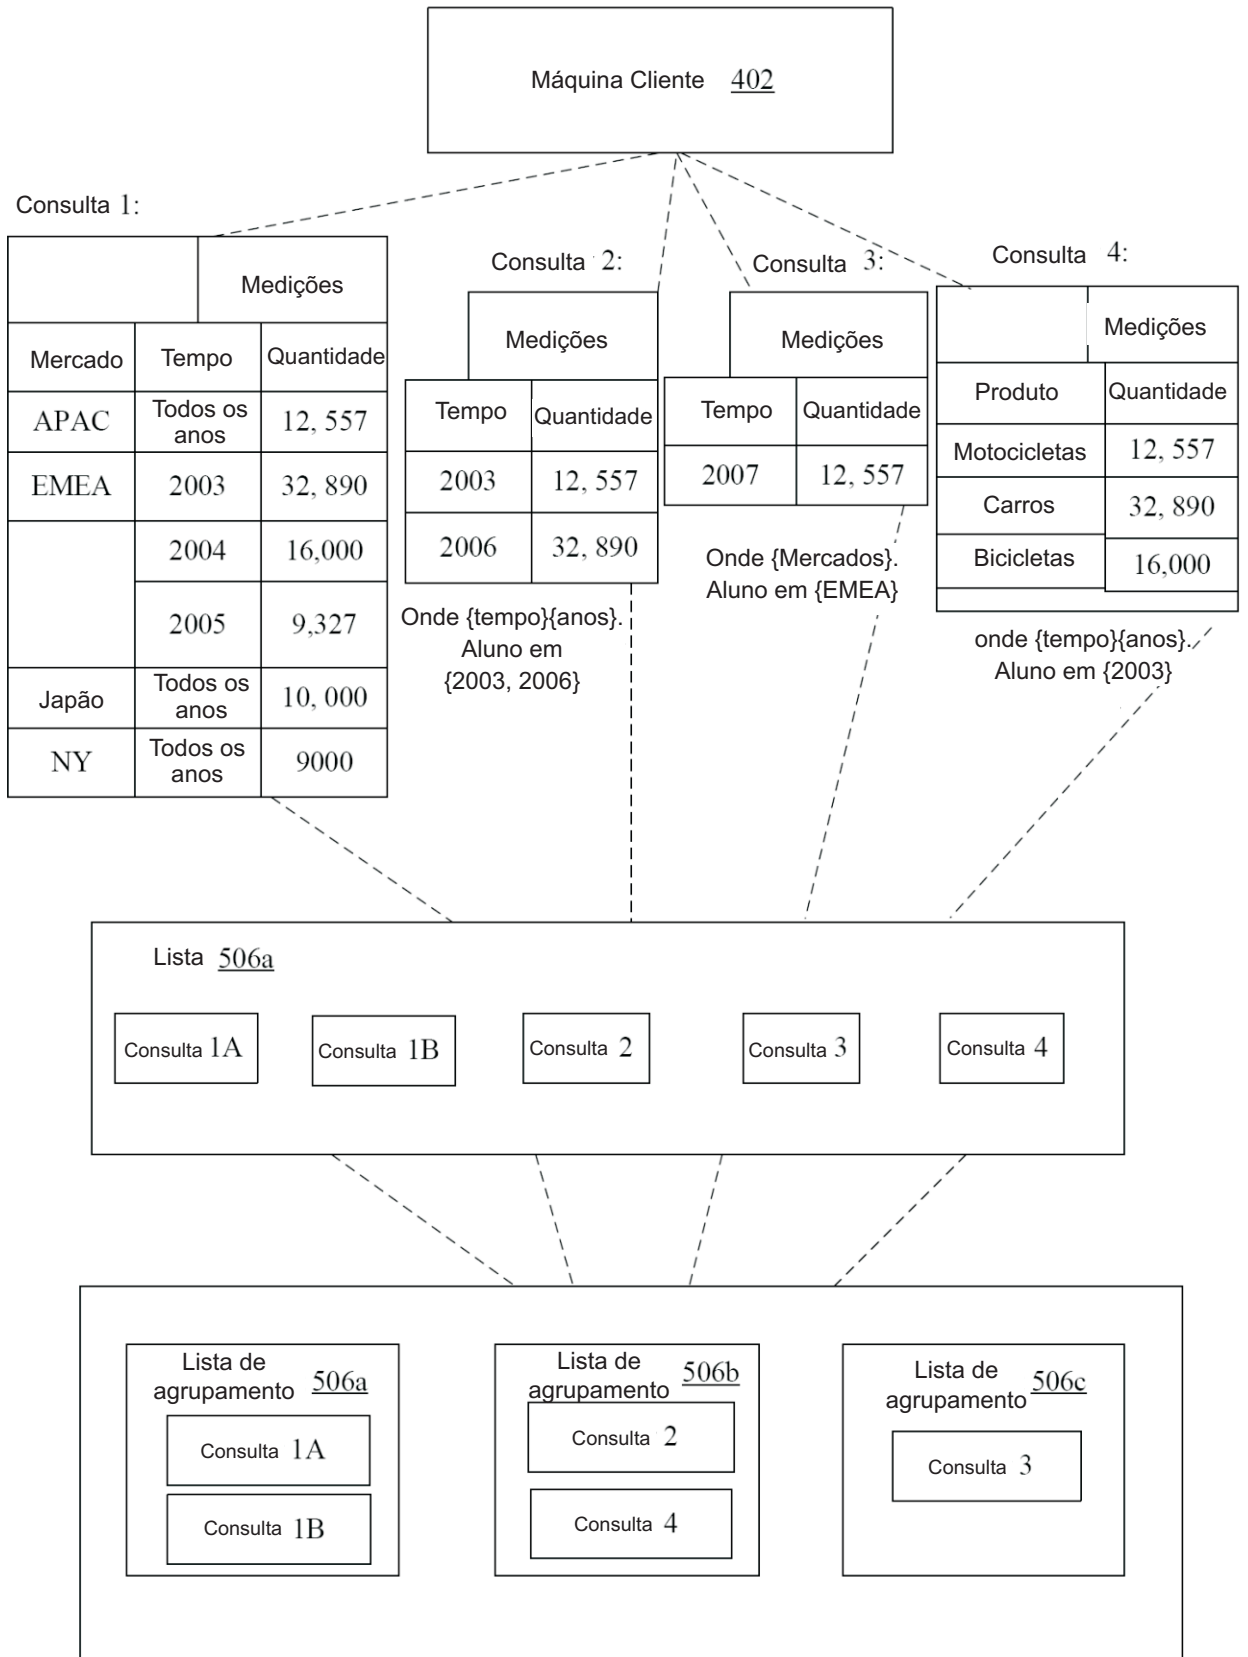 Máquina Cliente 402
Consulta 1:
Medições
Mercado Tempo Quantidade
APAC Todos os anos 12, 557
EMEA 2003 32, 890
2004 16,000
2005 9,327
Japão Todos os anos 10, 000
NY Todos os anos 9000
Consulta 2:
Medições
Tempo Quantidade
2003 12, 557
2006 32, 890
Onde {tempo}{anos}.
Aluno em
{2003, 2006}
Consulta 3:
Medições
Tempo Quantidade
2007 12, 557
Onde {Mercados}.
Aluno em {EMEA}
Consulta 4:
Medições
Produto Quantidade
Motocicletas 12, 557
Carros 32, 890
Bicicletas 16,000
onde {tempo}{anos}.
Aluno em {2003}
Lista 506a
Consulta 1A
Consulta 1B
Consulta 2
Consulta 3
Consulta 4
Lista de
agrupamento 506a
Consulta 1A
Consulta 1B
Lista de
agrupamento 506b
Consulta 2
Consulta 4
Lista de
agrupamento 506c
Consulta 3